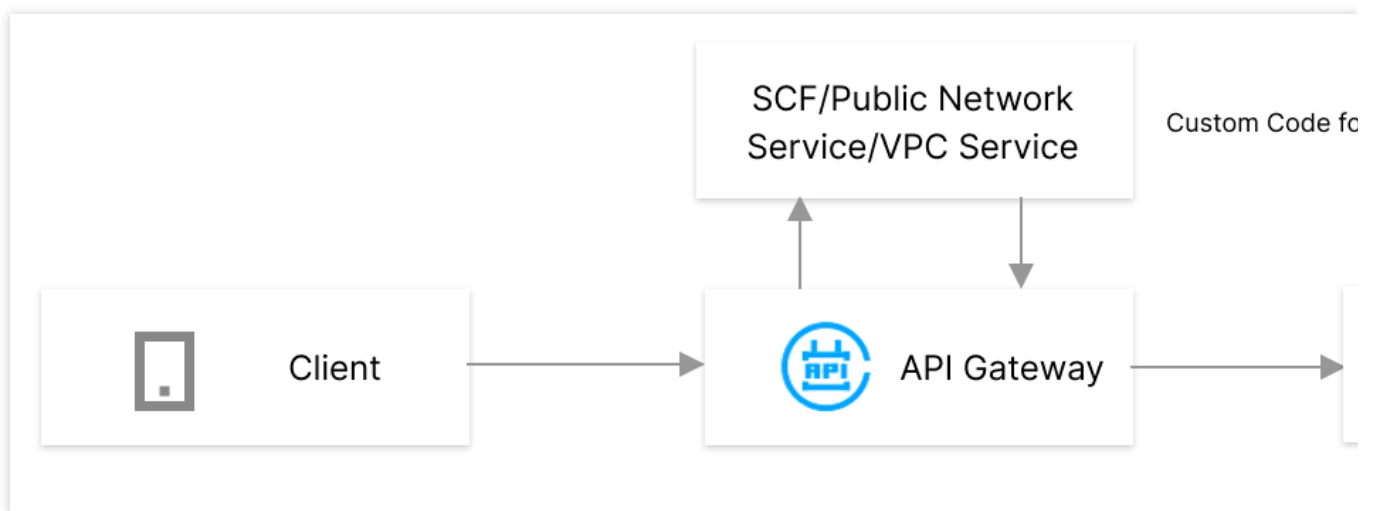 SCF/Public Network
Service/VPC Service
Custom Code fo
Client
API
API Gateway